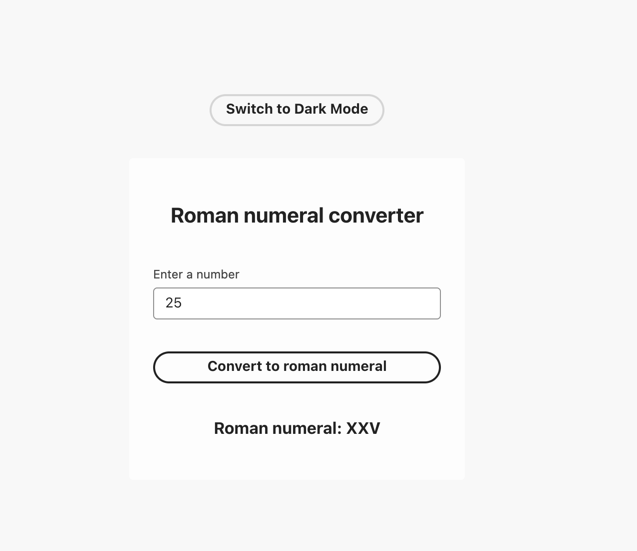 Switch to Dark Mode
Roman numeral converter
Enter a number
25
Convert to roman numeral
Roman numeral: XXV